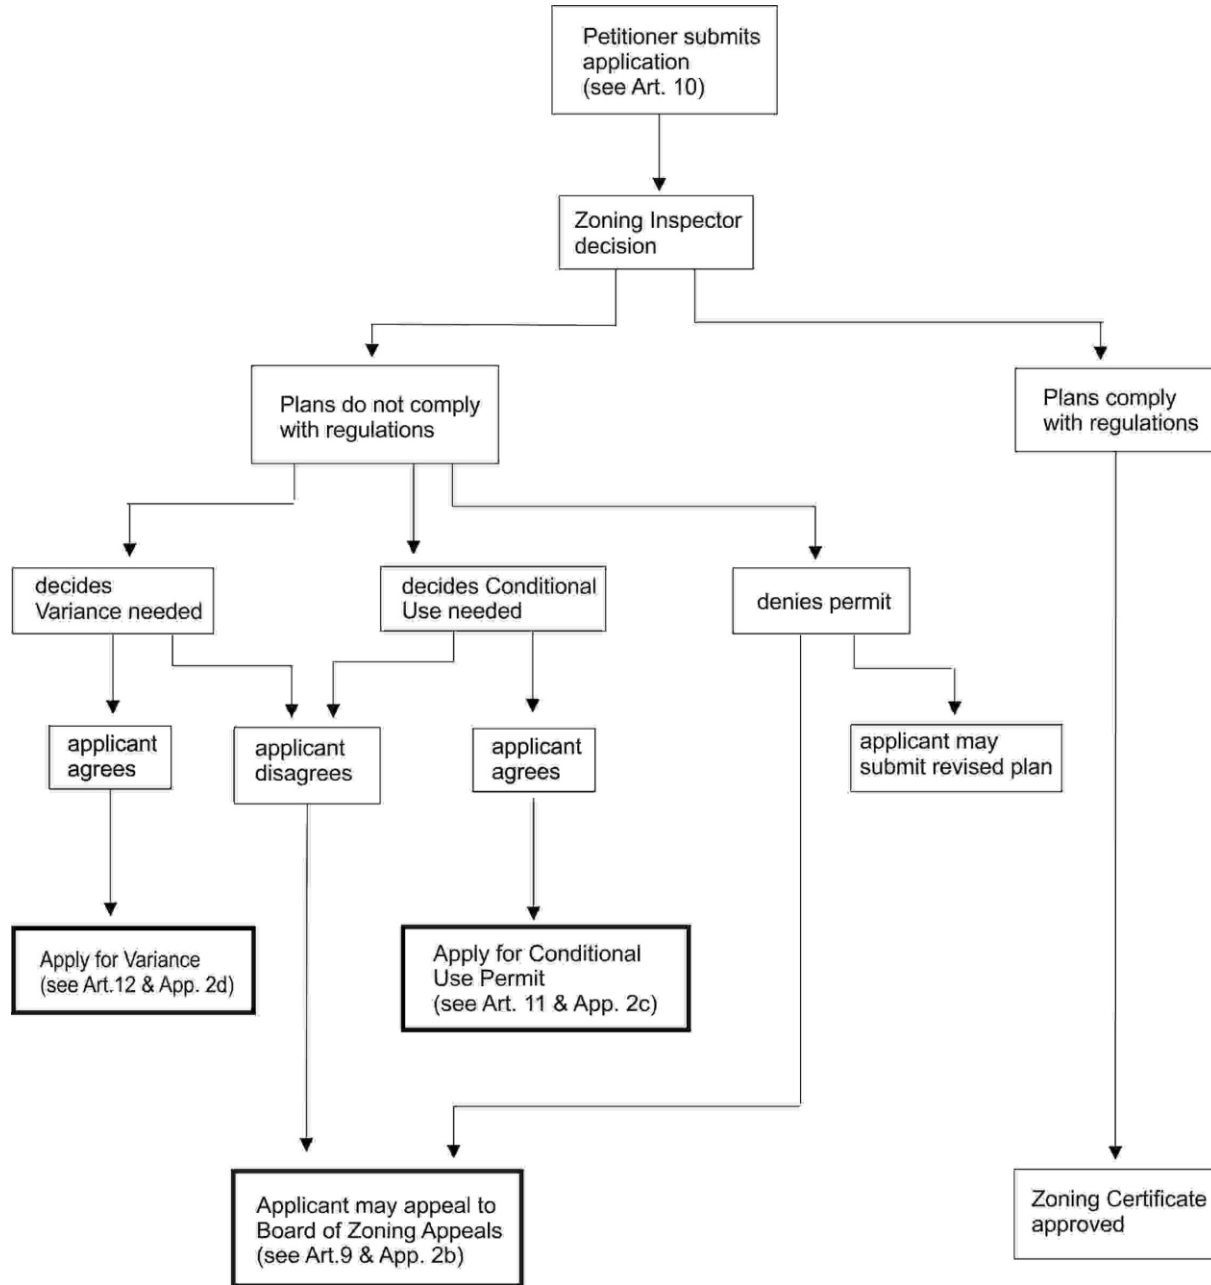 Petitioner submits
application
(see Art. 10)
Zoning Inspector
decision
Plans do not comply
with regulations
Plans comply
with regulations
decides
Variance needed
decides Conditional
Use needed
denies permit
applicant
agrees
applicant
disagrees
applicant
agrees
applicant may
submit revised plan
Apply for Variance
(see Art.12 & App. 2d)
Apply for Conditional
Use Permit
(see Art. 11 & App. 2c)
Applicant may appeal to
Board of Zoning Appeals
(see Art.9 & App. 2b)
Zoning Certificate
approved